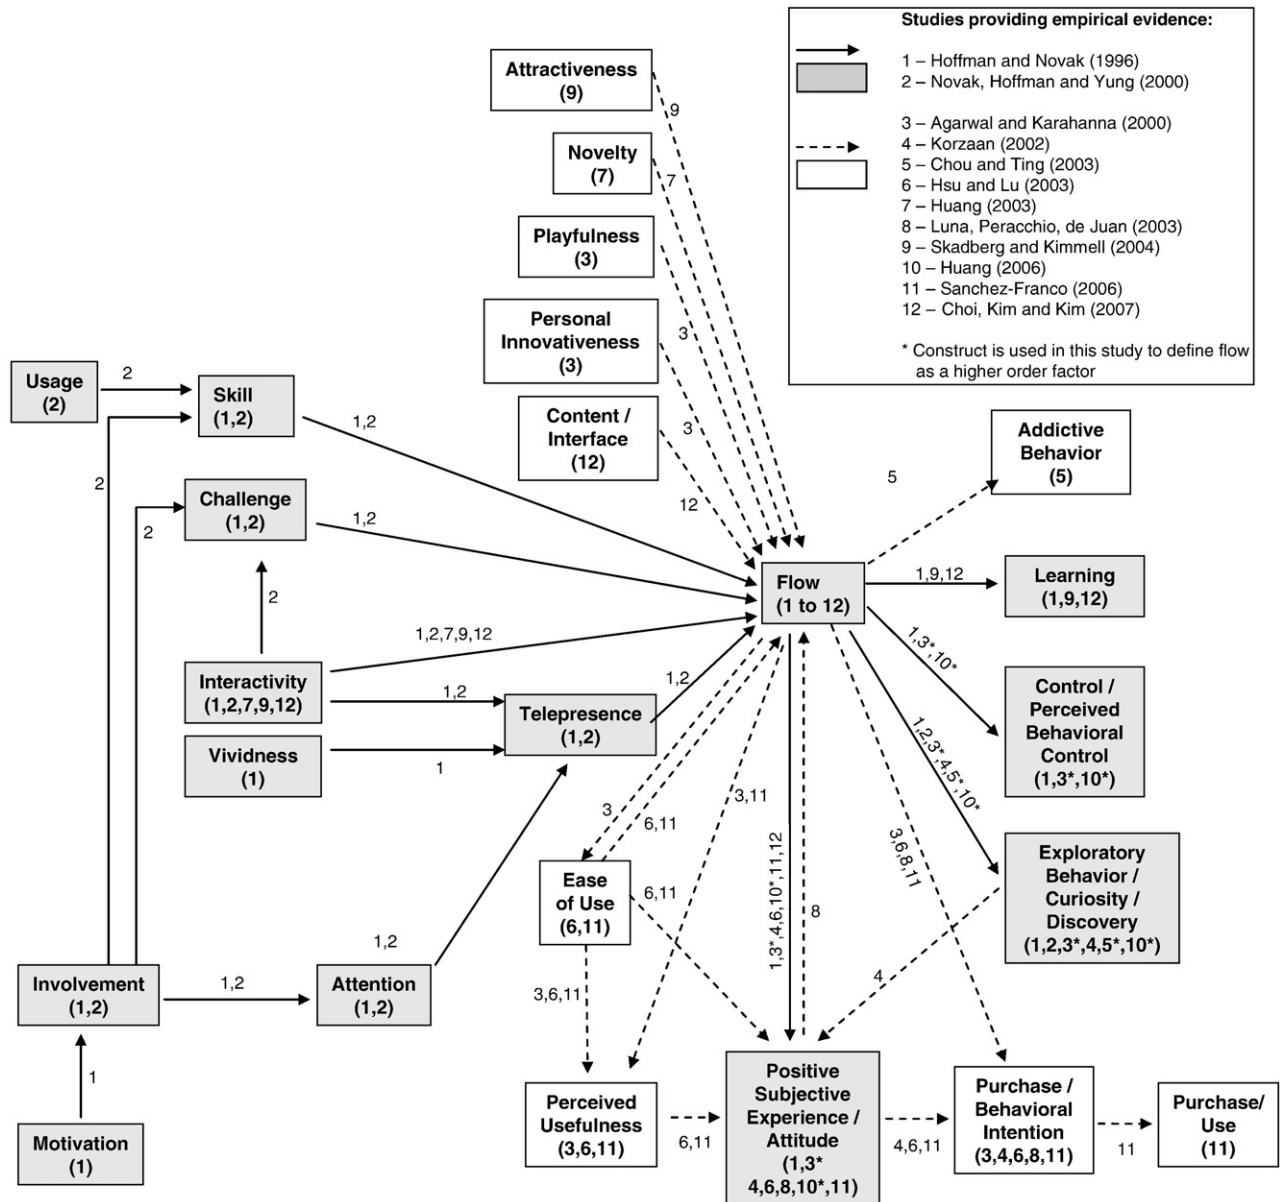 Studies providing empirical evidence:
1 – Hoffman and Novak (1996)
2 – Novak, Hoffman and Yung (2000)
3 – Agarwal and Karahanna (2000)
4 – Korzaan (2002)
5 – Chou and Ting (2003)
6 – Hsu and Lu (2003)
7 – Huang (2003)
8 – Luna, Peracchio, de Juan (2003)
9 – Skadberg and Kimmell (2004)
10 – Huang (2006)
11 – Sanchez-Franco (2006)
12 – Choi, Kim and Kim (2007)
* Construct is used in this study to define flow
as a higher order factor
Attractiveness
(9)
9
Novelty
(7)
7
Playfulness
(3)
3
Personal
Innovativeness
(3)
3
Content /
Interface
(12)
12
Usage
(2)
2
Skill
(1,2)
1,2
2
Challenge
(1,2)
1,2
2
2
Interactivity
(1,2,7,9,12)
1,2,7,9,12
1,2
Vividness
(1)
1
Telepresence
(1,2)
1,2
Flow
(1 to 12)
5
Addictive
Behavior
(5)
1,9,12
Learning
(1,9,12)
1,3*,10*
Control /
Perceived
Behavioral
Control
(1,3*,10*)
1,2,3*,4,5*,10*
Exploratory
Behavior /
Curiosity /
Discovery
(1,2,3*,4,5*,10*)
3
6,11
3,11
1,3*,4,6,10*,11,12
8
3,6,8,11
4
Ease
of Use
(6,11)
6,11
3,6,11
Involvement
(1,2)
1,2
Attention
(1,2)
1,2
1
Motivation
(1)
Perceived
Usefulness
(3,6,11)
6,11
Positive
Subjective
Experience /
Attitude
(1,3*
4,6,8,10*,11)
4,6,11
Purchase /
Behavioral
Intention
(3,4,6,8,11)
11
Purchase/
Use
(11)